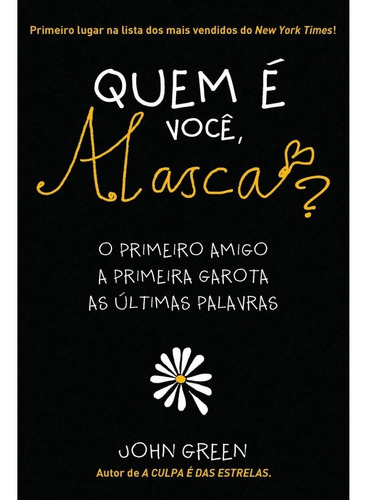 Primeiro lugar na lista dos mais vendidos do New York Times!
QUEM É
VOCÊ,
Alasca?
O PRIMEIRO AMIGO
A PRIMEIRA GAROTA
AS ÚLTIMAS PALAVRAS
JOHN GREEN
Autor de A CULPA É DAS ESTRELAS.